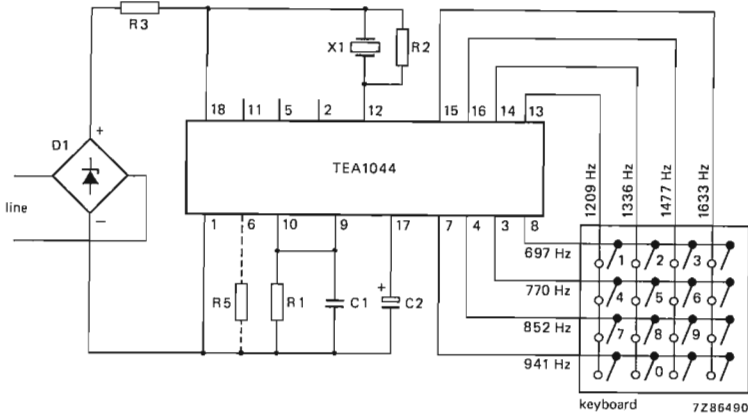 R3
X1
R2
18 11 5 2 12 15 16 14 13
D1
+
TEA1044
line
−
1209 Hz
1336 Hz
1477 Hz
1633 Hz
1 6 10 9 17 7 4 3 8
697 Hz
1 2 3
R5 R1 C1 + C2
770 Hz
4 5 6
852 Hz
7 8 9
941 Hz
0
keyboard 7Z86490